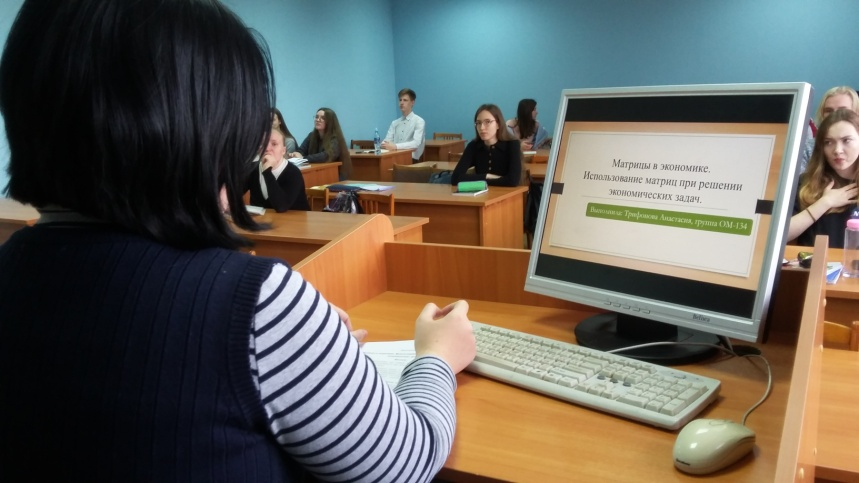 Матрицы в экономике.
Использование матриц при решении
экономических задач.
Выполнила: Трифонова Анастасия, группа ОМ-134